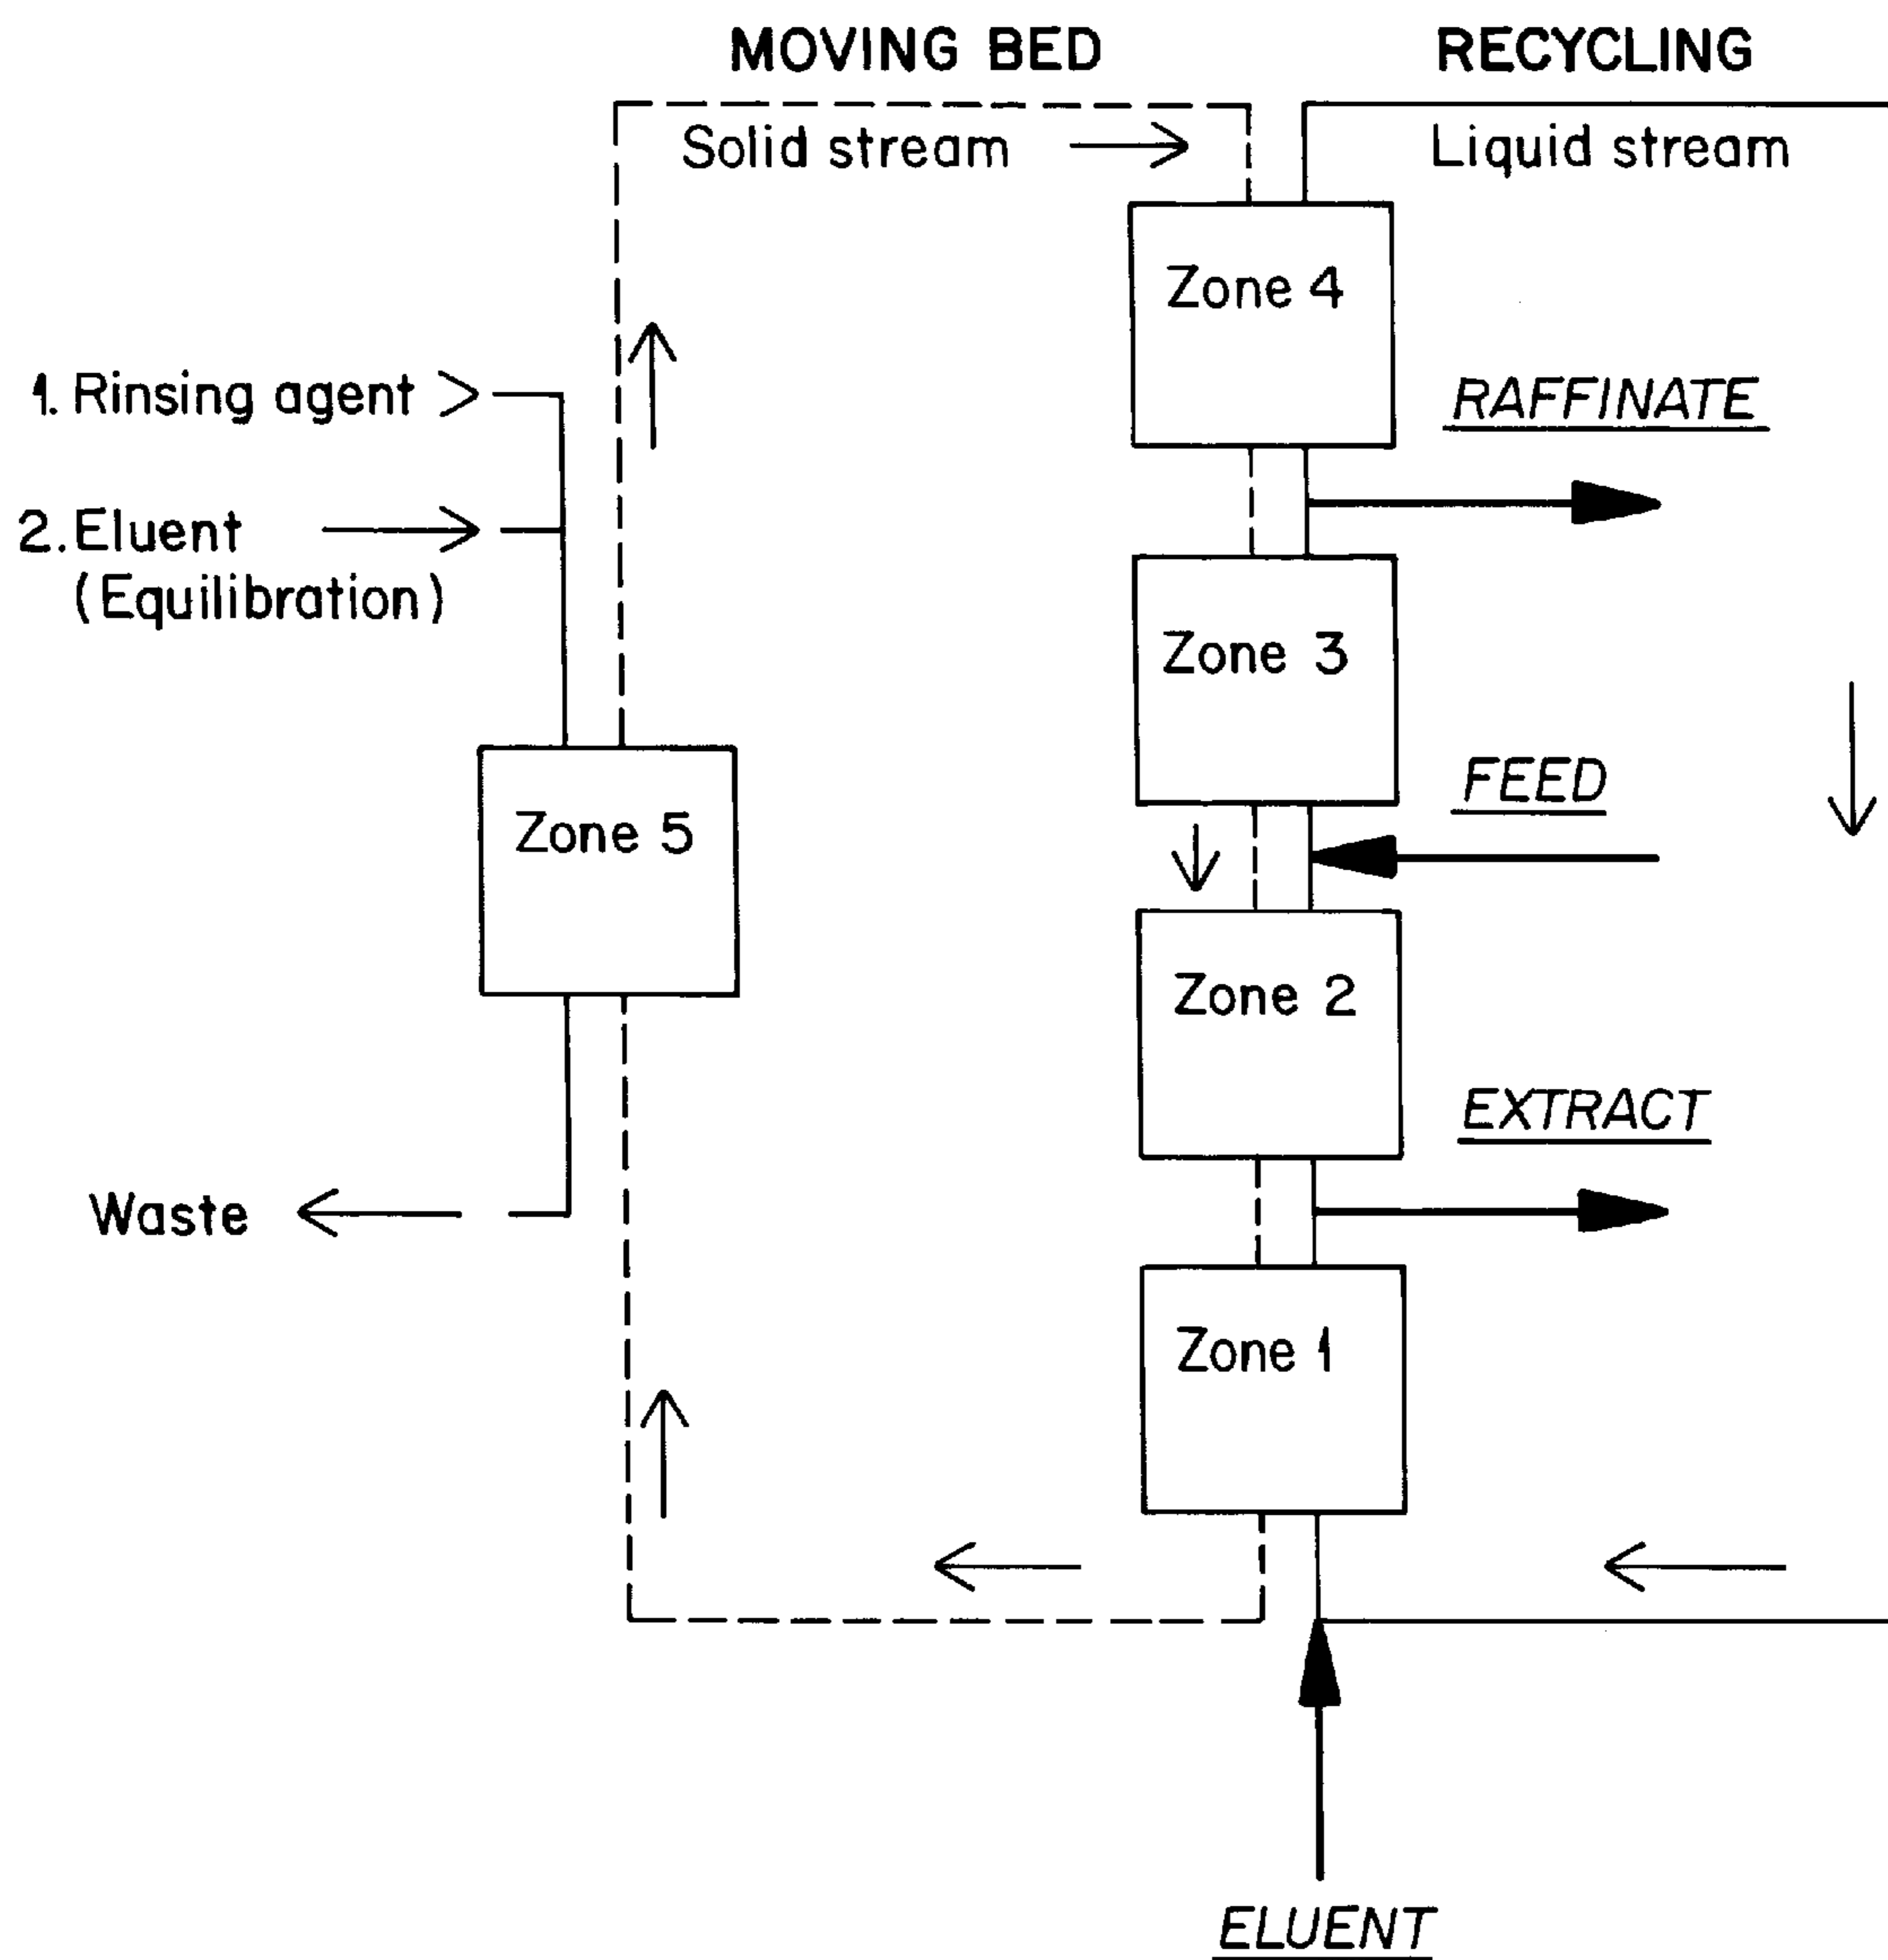 MOVING BED
RECYCLING
Solid stream
Liquid stream
Zone 4
1. Rinsing agent
RAFFINATE
2. Eluent
(Equilibration)
Zone 3
FEED
Zone 5
Zone 2
EXTRACT
Waste
Zone 1
ELUENT